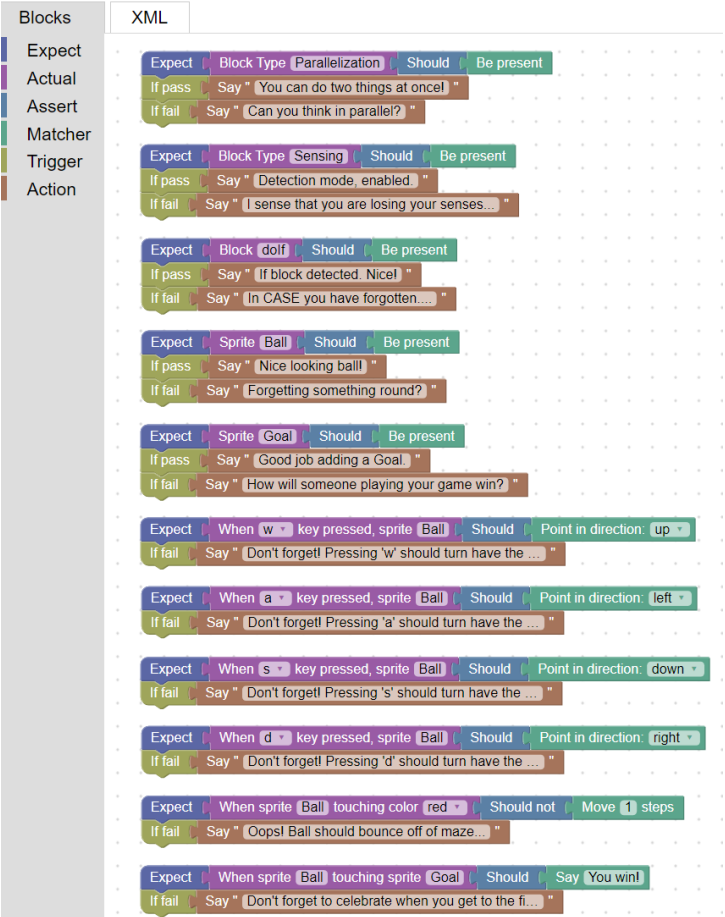 Blocks XML
Expect
Actual
Assert
Matcher
Trigger
Action
Expect Block Type Parallelization Should Be present
If pass Say " You can do two things at once! "
If fail Say " Can you think in parallel? "
Expect Block Type Sensing Should Be present
If pass Say " Detection mode, enabled. "
If fail Say " I sense that you are losing your senses... "
Expect Block doIf Should Be present
If pass Say " If block detected. Nice! "
If fail Say " In CASE you have forgotten.... "
Expect Sprite Ball Should Be present
If pass Say " Nice looking ball! "
If fail Say " Forgetting something round? "
Expect Sprite Goal Should Be present
If pass Say " Good job adding a Goal. "
If fail Say " How will someone playing your game win? "
Expect When w key pressed, sprite Ball Should Point in direction: up
If fail Say " Don't forget! Pressing 'w' should turn have the ... "
Expect When a key pressed, sprite Ball Should Point in direction: left
If fail Say " Don't forget! Pressing 'a' should turn have the ... "
Expect When s key pressed, sprite Ball Should Point in direction: down
If fail Say " Don't forget! Pressing 's' should turn have the ... "
Expect When d key pressed, sprite Ball Should Point in direction: right
If fail Say " Don't forget! Pressing 'd' should turn have the ... "
Expect When sprite Ball touching color red Should not Move 1 steps
If fail Say " Oops! Ball should bounce off of maze... "
Expect When sprite Ball touching sprite Goal Should Say You win!
If fail Say " Don't forget to celebrate when you get to the fi... "